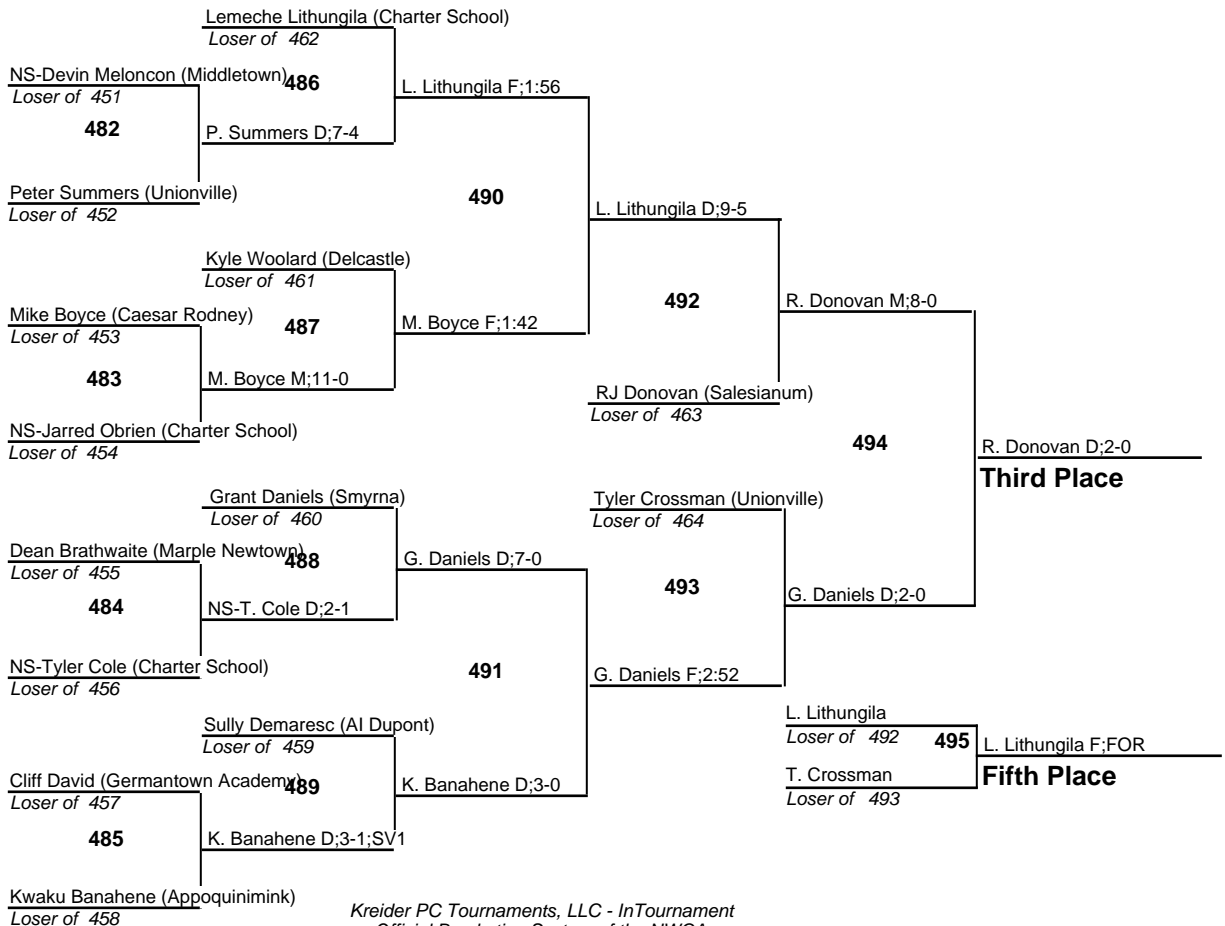 Lemeche Lithungila (Charter School)
Loser of 462
NS-Devin Meloncon (Middletown)
486
L. Lithungila F;1:56
Loser of 451
482
P. Summers D;7-4
Peter Summers (Unionville)
Loser of 452
490
L. Lithungila D;9-5
Kyle Woolard (Delcastle)
Loser of 461
Mike Boyce (Caesar Rodney)
487
M. Boyce F;1:42
Loser of 453
492
R. Donovan M;8-0
483
M. Boyce M;11-0
RJ Donovan (Salesianum)
Loser of 463
NS-Jarred Obrien (Charter School)
Loser of 454
494
R. Donovan D;2-0
Third Place
Grant Daniels (Smyrna)
Loser of 460
Tyler Crossman (Unionville)
Loser of 464
Dean Brathwaite (Marple Newtown)
488
G. Daniels D;7-0
Loser of 455
484
NS-T. Cole D;2-1
493
G. Daniels D;2-0
NS-Tyler Cole (Charter School)
Loser of 456
491
G. Daniels F;2:52
Sully Demaresc (AI Dupont)
Loser of 459
L. Lithungila
Loser of 492
495
L. Lithungila F;FOR
Fifth Place
T. Crossman
Loser of 493
Cliff David (Germantown Academy)
489
K. Banahene D;3-0
Loser of 457
485
K. Banahene D;3-1;SV1
Kwaku Banahene (Appoquinimink)
Loser of 458
Kreider PC Tournaments, LLC - InTournament